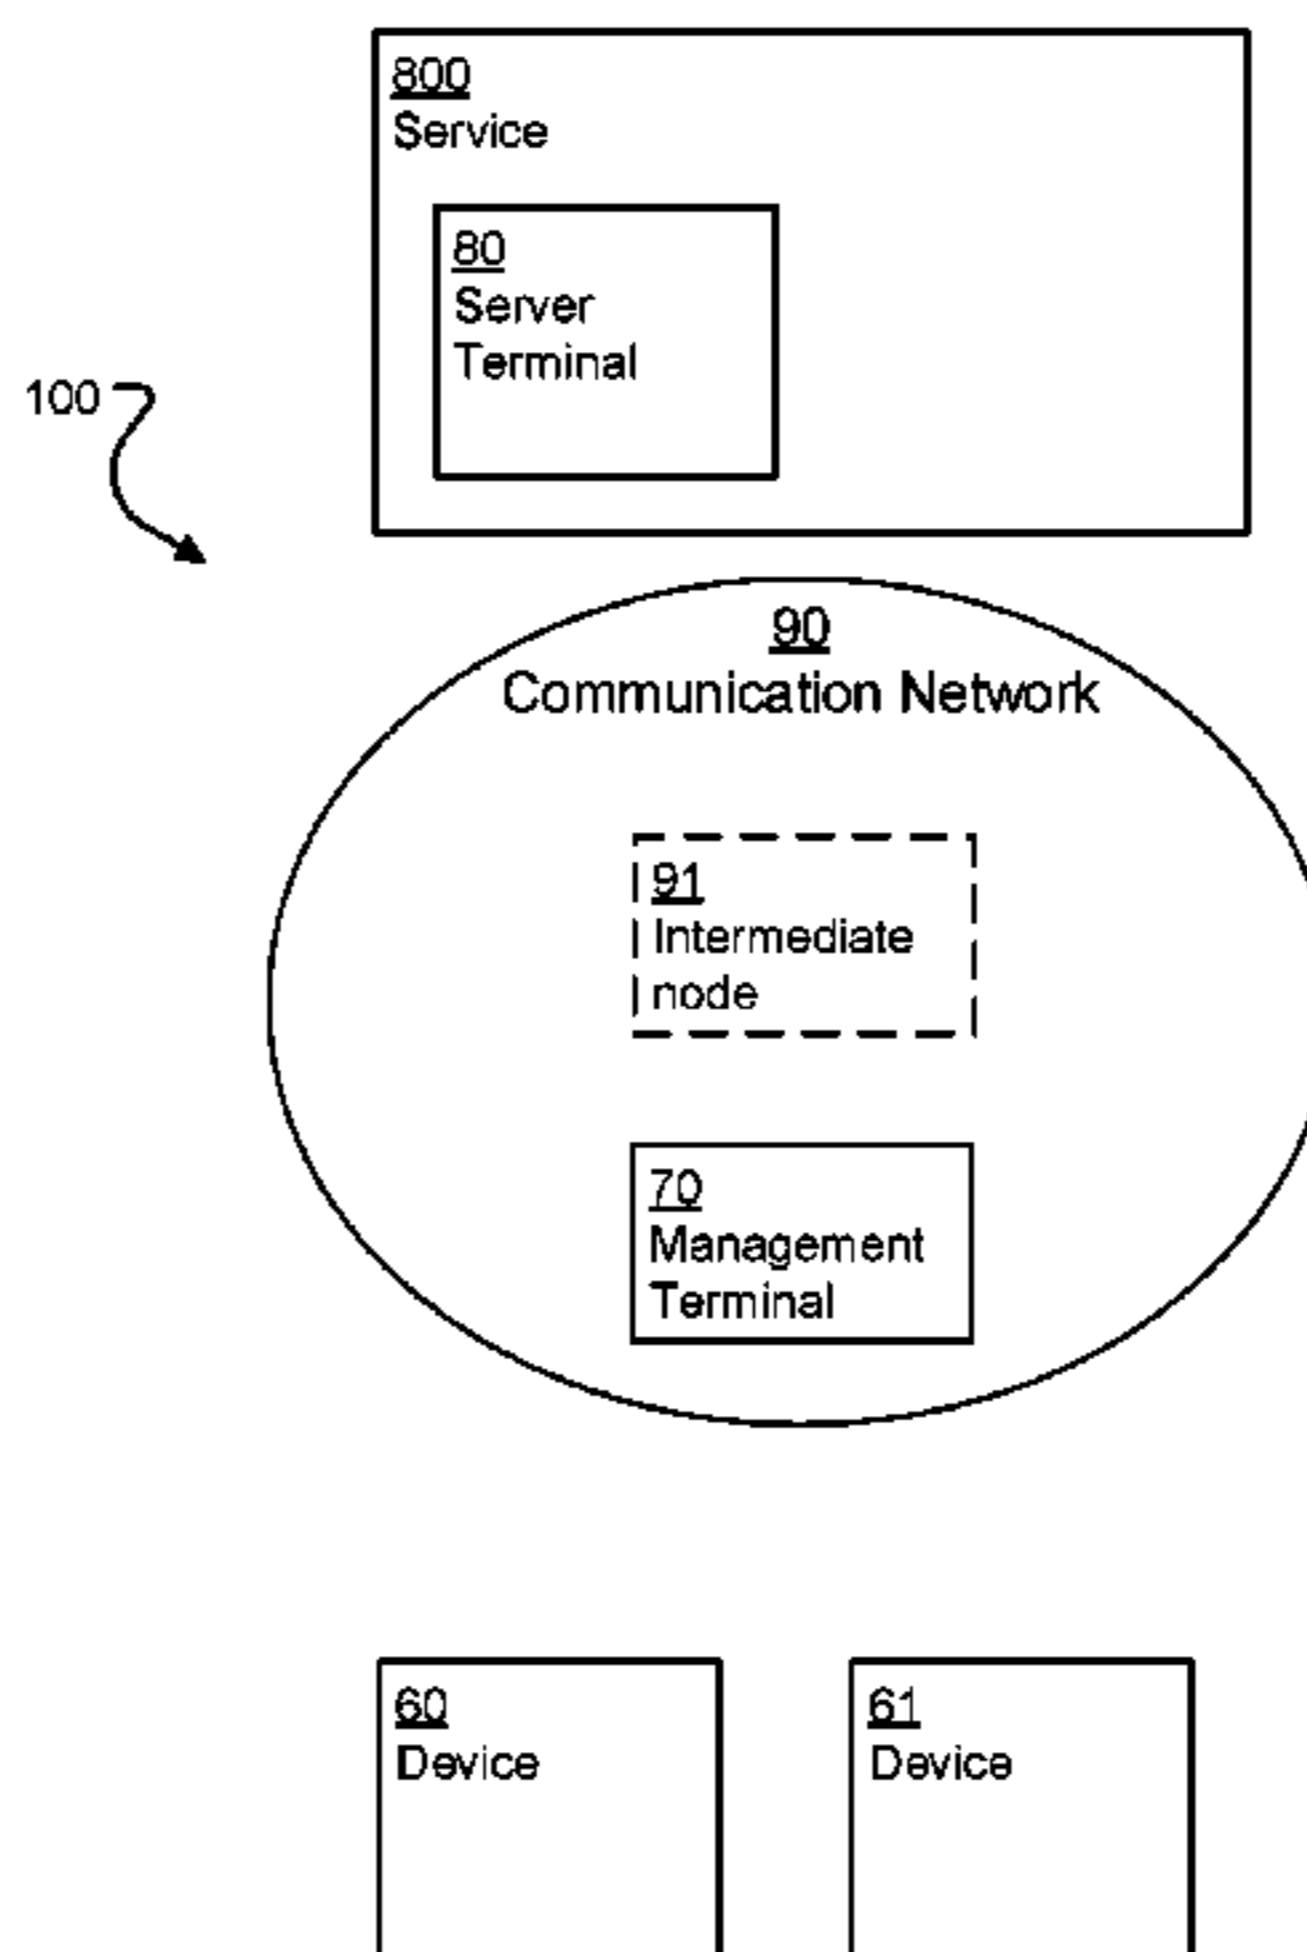 800
Service
80
Server
Terminal
100
90
Communication Network
91
Intermediate
node
70
Management
Terminal
60
Device
61
Device